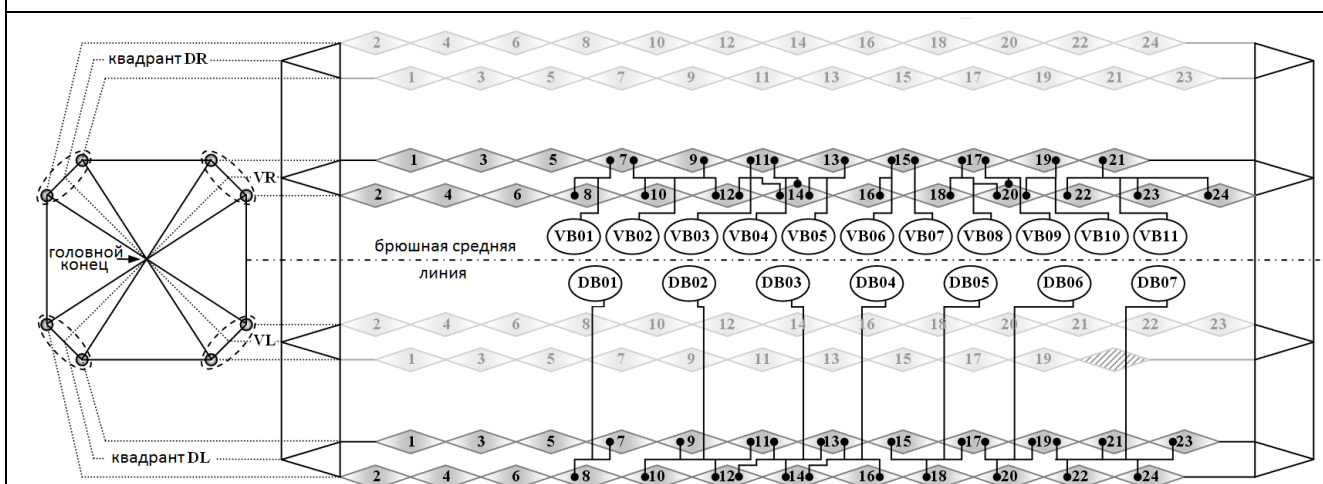 2 4 6 8 10 12 14 16 18 20 22 24
квадрант DR
1 3 5 7 9 11 13 15 17 19 21 23
1 3 5 7 9 11 13 15 17 19 21
VR
2 4 6 8 10 12 14 16 18 20 22 23 24
VB01 VB02 VB03 VB04 VB05 VB06 VB07 VB08 VB09 VB10 VB11
головной
конец
брюшная средняя
линия
DB01 DB02 DB03 DB04 DB05 DB06 DB07
2 4 6 8 10 12 14 16 18 20 21 22 23
VL
1 3 5 7 9 11 13 15 17 19
1 3 5 7 9 11 13 15 17 19 21 23
квадрант DL
2 4 6 8 10 12 14 16 18 20 22 24